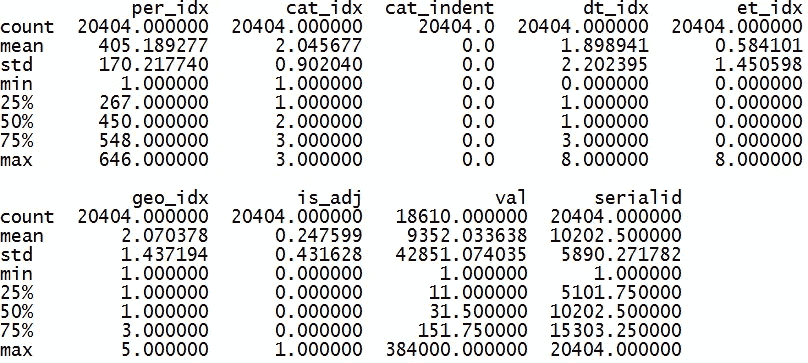 per_idx cat_idx cat_indent dt_idx et_idx
count 20404.000000 20404.000000 20404.0 20404.000000 20404.000000
mean 405.189277 2.045677 0.0 1.898941 0.584101
std 170.217740 0.902040 0.0 2.202395 1.450598
min 1.000000 1.000000 0.0 0.000000 0.000000
25% 267.000000 1.000000 0.0 1.000000 0.000000
50% 450.000000 2.000000 0.0 1.000000 0.000000
75% 548.000000 3.000000 0.0 3.000000 0.000000
max 646.000000 3.000000 0.0 8.000000 8.000000
geo_idx is_adj val serialid
count 20404.000000 20404.000000 18610.000000 20404.000000
mean 2.070378 0.247599 9352.033638 10202.500000
std 1.437194 0.431628 42851.074035 5890.271782
min 1.000000 0.000000 1.000000 1.000000
25% 1.000000 0.000000 11.000000 5101.750000
50% 1.000000 0.000000 31.500000 10202.500000
75% 3.000000 0.000000 151.750000 15303.250000
max 5.000000 1.000000 384000.000000 20404.000000